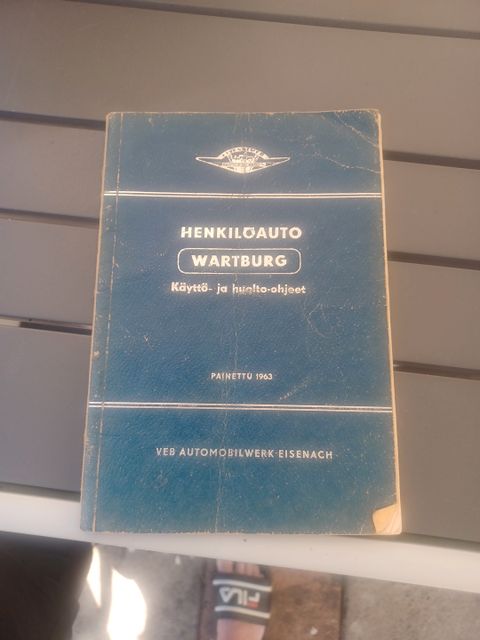 HENKILÖAUTO
WARTBURG
Käyttö- ja huolto-ohjeet
PAINETTU 1963
VEB AUTOMOBILWERK EISENACH
FILA